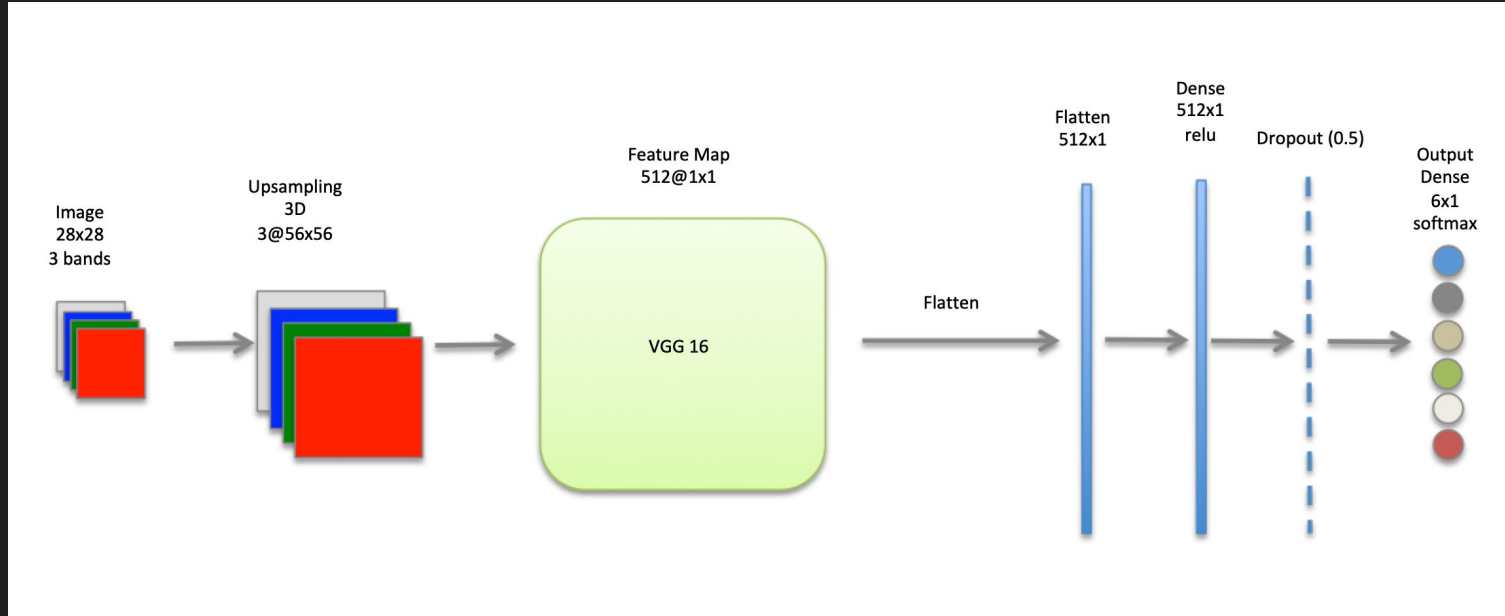 Image
28x28
3 bands
Upsampling
3D
3@56x56
Feature Map
512@1x1
VGG 16
Flatten
Flatten
512x1
Dense
512x1
relu
Dropout (0.5)
Output
Dense
6x1
softmax